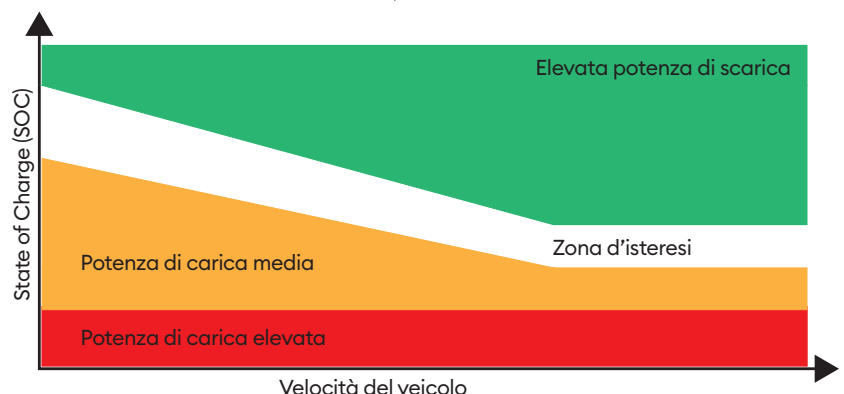 Elevata potenza di scarica
State of Charge (SOC)
Zona d'isteresi
Potenza di carica media
Potenza di carica elevata
Velocità del veicolo